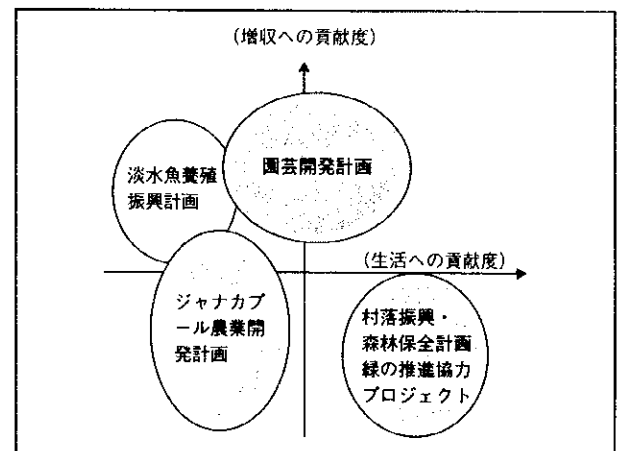 (増収への貢献度)
園芸開発計画
淡水魚養殖
振興計画
(生活への貢献度)
ジャナカプ
ール農業開
発計画
村落振興・
森林保全計画
緑の推進協力
プロジェクト